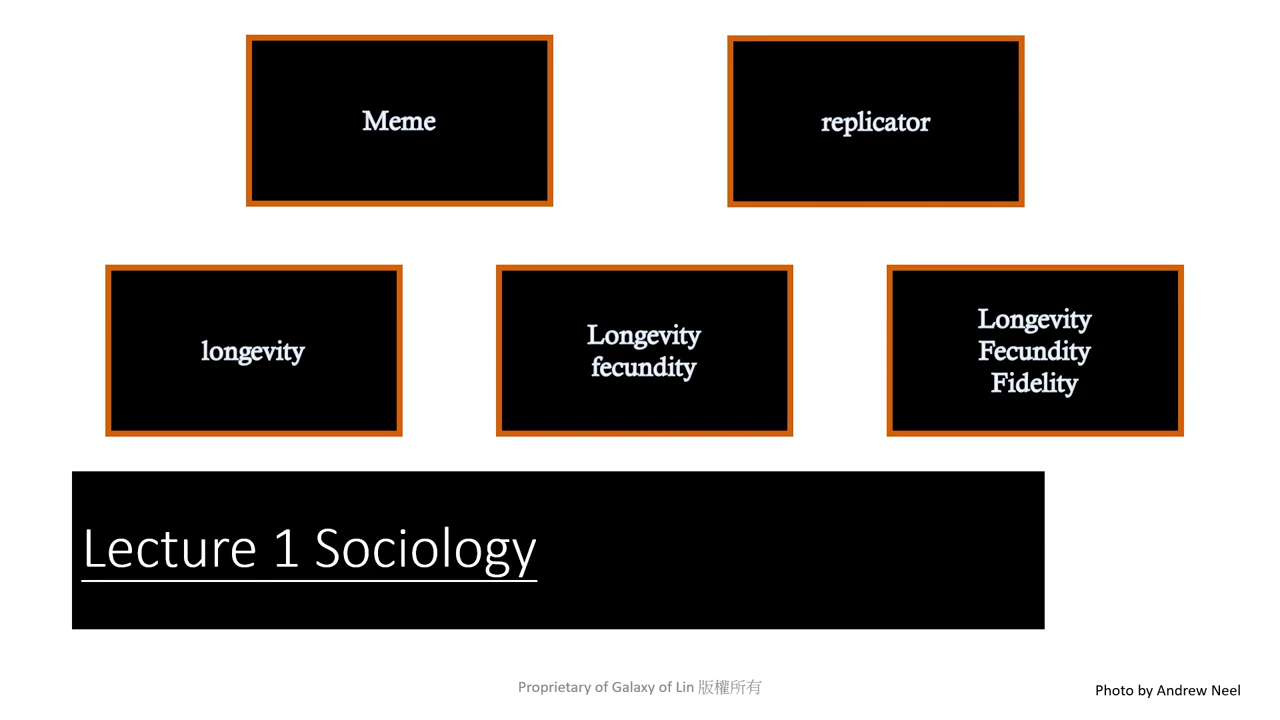 Meme
replicator
longevity
Longevity
fecundity
Longevity
Fecundity
Fidelity
Lecture 1 Sociology
Proprietary of Galaxy of Lin 版權所有
Photo by Andrew Neel